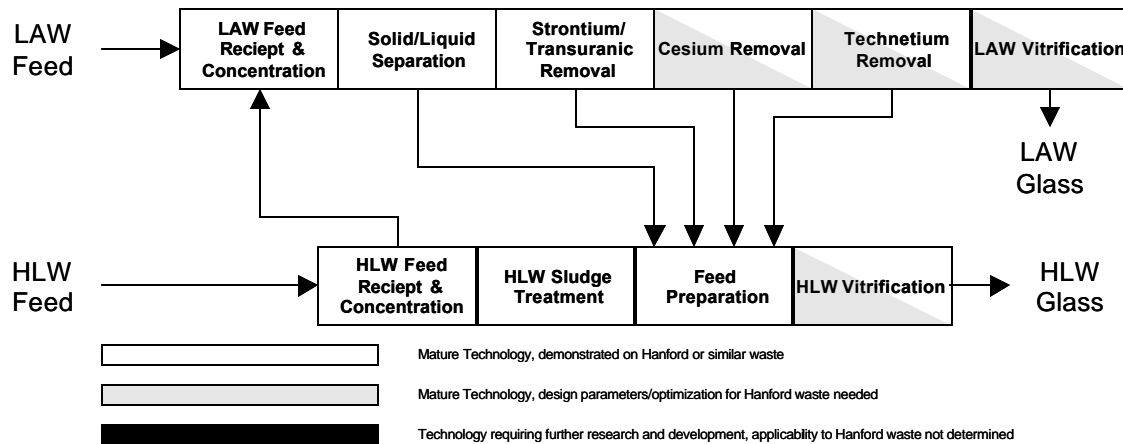 LAW
Feed
LAW Feed
Reciept &
Concentration
Solid/Liquid
Separation
Strontium/
Transuranic
Removal
Cesium Removal
Technetium
Removal
LAW Vitrification
LAW
Glass
HLW
Feed
HLW Feed
Reciept &
Concentration
HLW Sludge
Treatment
Feed
Preparation
HLW Vitrification
HLW
Glass
Mature Technology, demonstrated on Hanford or similar waste
Mature Technology, design parameters/optimization for Hanford waste needed
Technology requiring further research and development, applicability to Hanford waste not determined